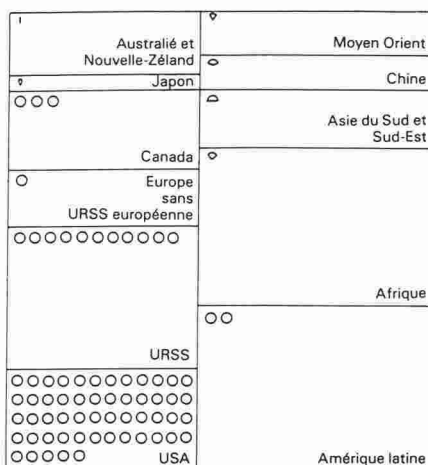 Australié et
Nouvelle-Zéland
Japon
Canada
Europe
sans
URSS européenne
URSS
USA
Moyen Orient
Chine
Asie du Sud et
Sud-Est
Afrique
Amérique latine